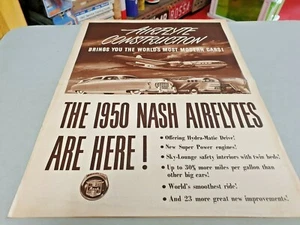 AIRFLYTE
CONSTRUCTION
BRINGS YOU THE WORLD'S MOST MODERN CARS!
THE 1950 NASH AIRFLYTES
ARE HERE!
• Offering Hydra-Matic Drive!
• New Super Power engines!
• Sky-Lounge safety interiors with twin beds!
• Up to 30% more miles per gallon than
other big cars!
• World's smoothest ride!
• And 23 more great new improvements!